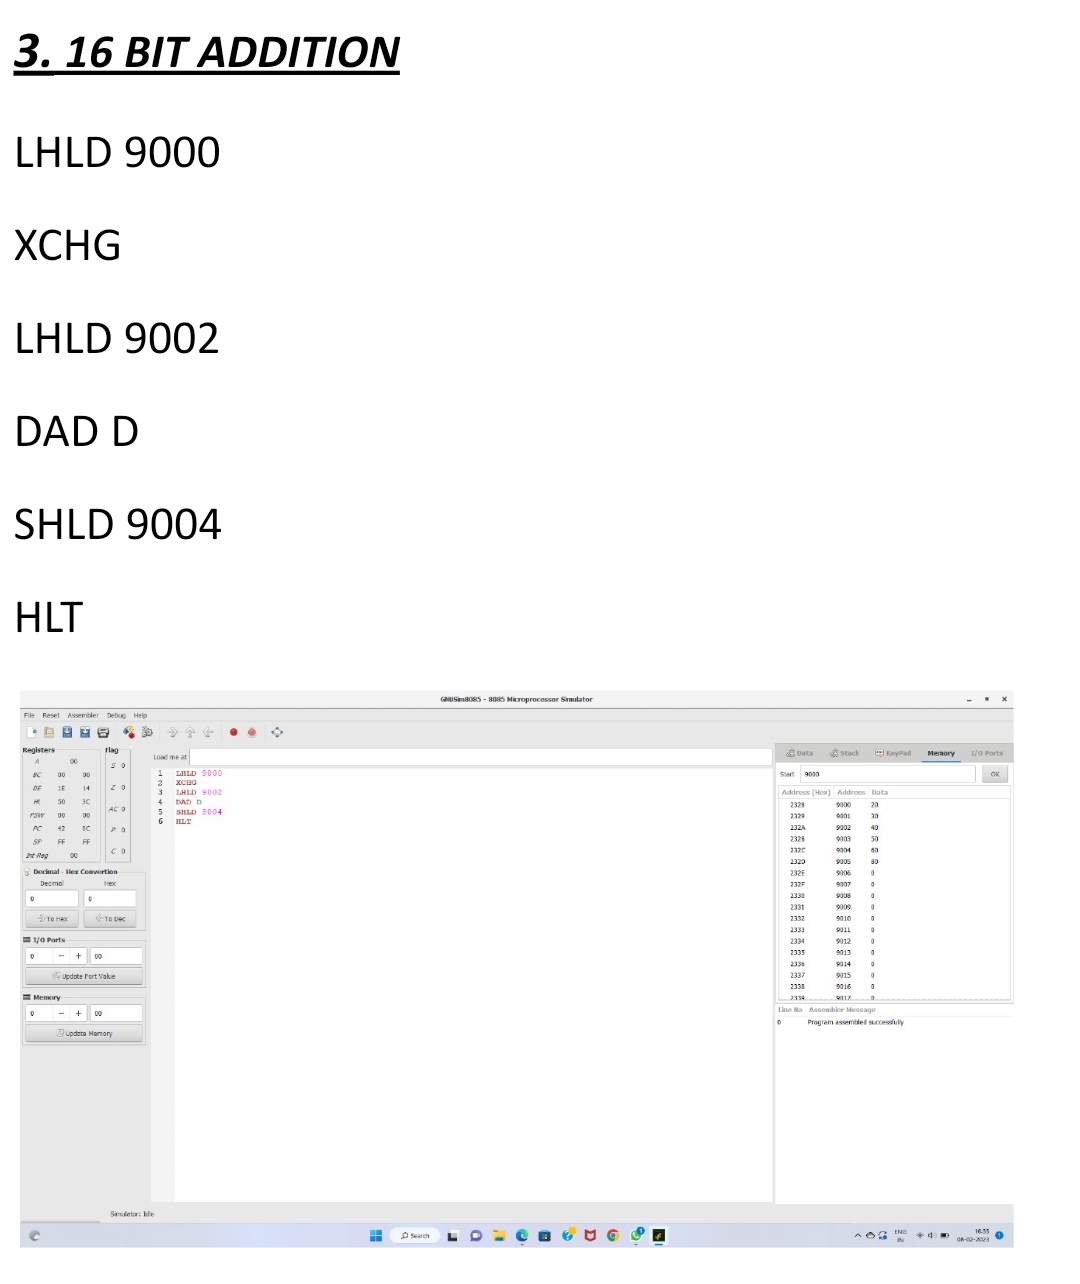 3. 16 BIT ADDITION
LHLD 9000
XCHG
LHLD 9002
DAD D
SHLD 9004
HLT
GNUSim8085 - 8085 Microprocessor Simulator
File Reset Assembler Debug Help
Registers
A 00
BC 00 00
DE 1E 14
HL 50 3C
PSW 00 00
PC 42 0C
SP FF FF
Int-Reg 00
Flag
S 0
Z 0
AC 0
P 0
C 0
Decimal - Hex Convertion
Decimal Hex
0 0
To Hex To Dec
I/O Ports
0 − + 00
Update Port Value
Memory
0 − + 00
Update Memory
Load me at
1 LHLD 9000
2 XCHG
3 LHLD 9002
4 DAD D
5 SHLD 9004
6 HLT
Data Stack KeyPad Memory I/O Ports
Start 9000 OK
Address (Hex) Address Data
2328 9000 20
2329 9001 30
232A 9002 40
232B 9003 50
232C 9004 60
232D 9005 80
232E 9006 0
232F 9007 0
2330 9008 0
2331 9009 0
2332 9010 0
2333 9011 0
2334 9012 0
2335 9013 0
2336 9014 0
2337 9015 0
2338 9016 0
2339 9017 0
Line No Assembler Message
0 Program assembled successfully
Simulator: Idle
Search
ENG
IN
16:35
08-02-2023
1